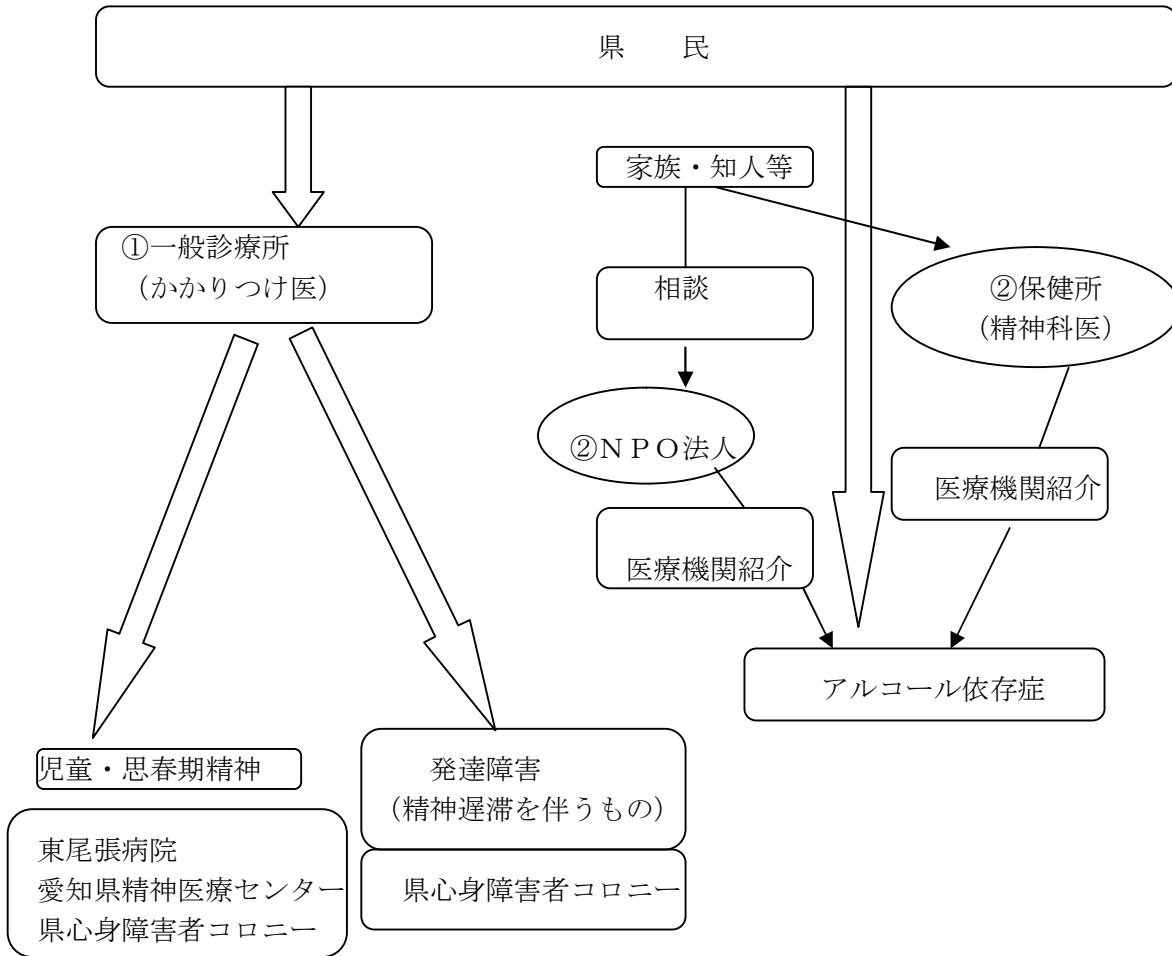 県　　民
家族・知人等
①一般診療所
（かかりつけ医）
相談
②保健所
（精神科医）
②ＮＰＯ法人
医療機関紹介
医療機関紹介
アルコール依存症
児童・思春期精神
発達障害
（精神遅滞を伴うもの）
東尾張病院
愛知県精神医療センター
県心身障害者コロニー
県心身障害者コロニー